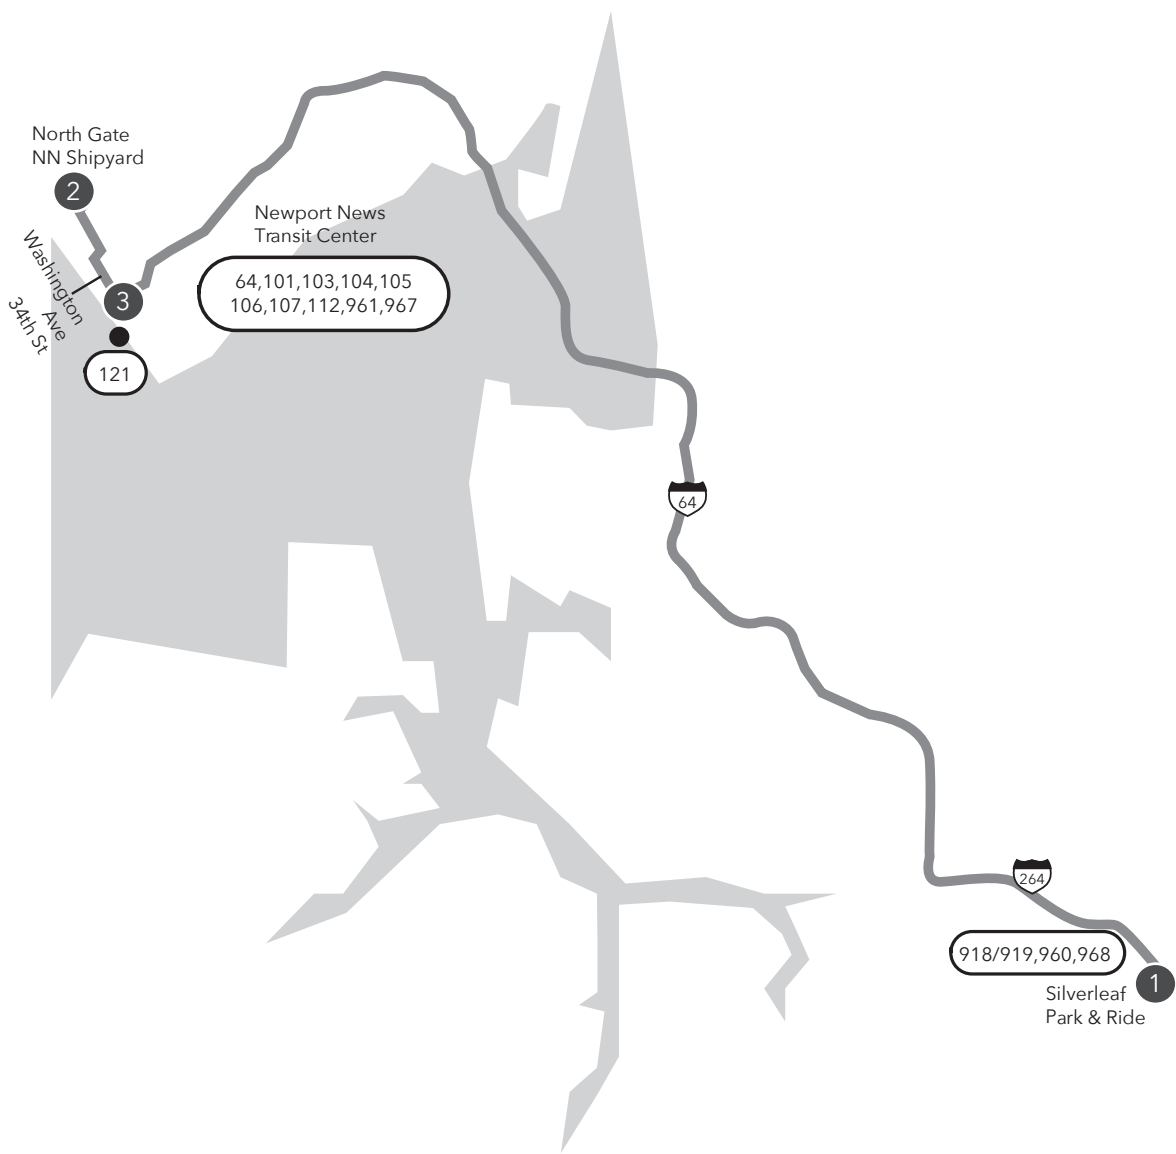 North Gate
NN Shipyard
2
Newport News
Transit Center
64,101,103,104,105
106,107,112,961,967
Washington
Ave
34th St
3
121
64
264
918/919,960,968
1
Silverleaf
Park & Ride